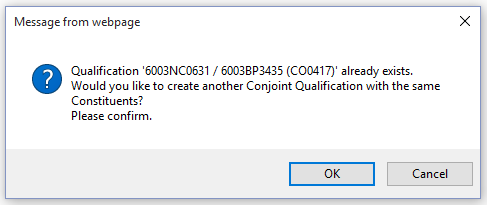 Message from webpage
Qualification '6003NC0631 / 6003BP3435 (CO0417)' already exists.
Would you like to create another Conjoint Qualification with the same
Constituents?
Please confirm.
OK
Cancel